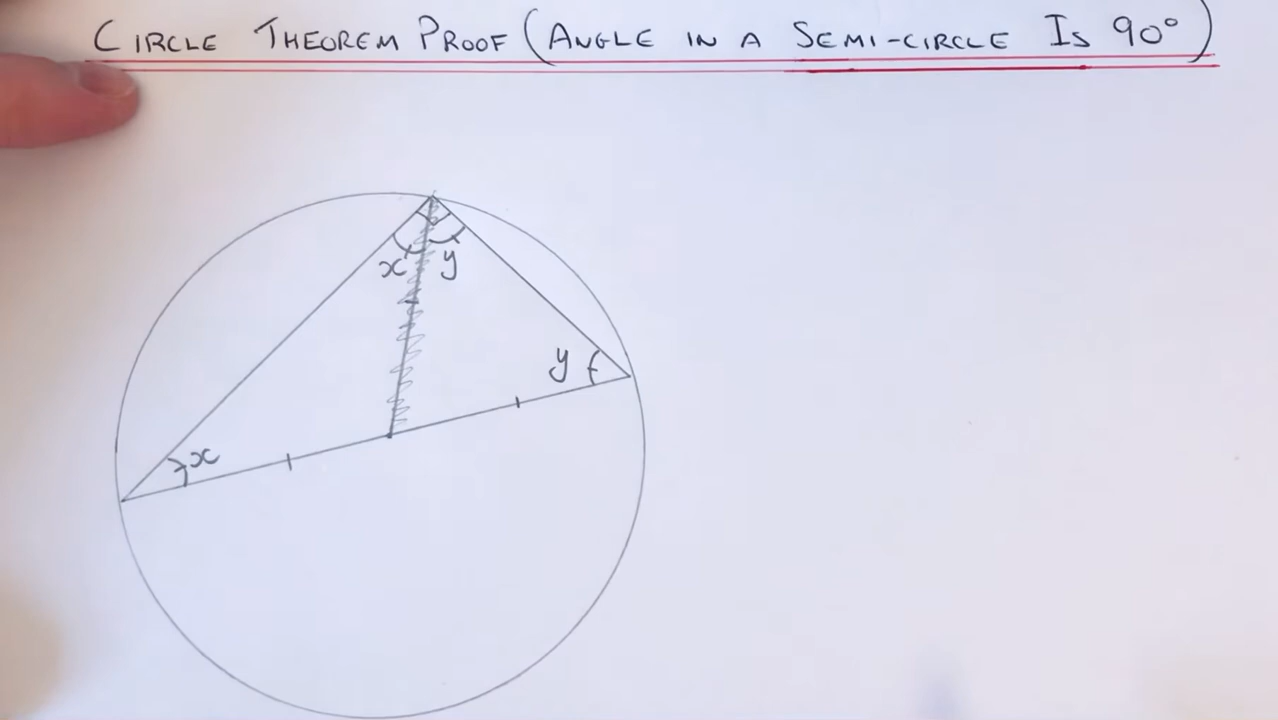 CIRCLE THEOREM PROOF (ANGLE IN A SEMI-CIRCLE IS 90°)
x y
y
x